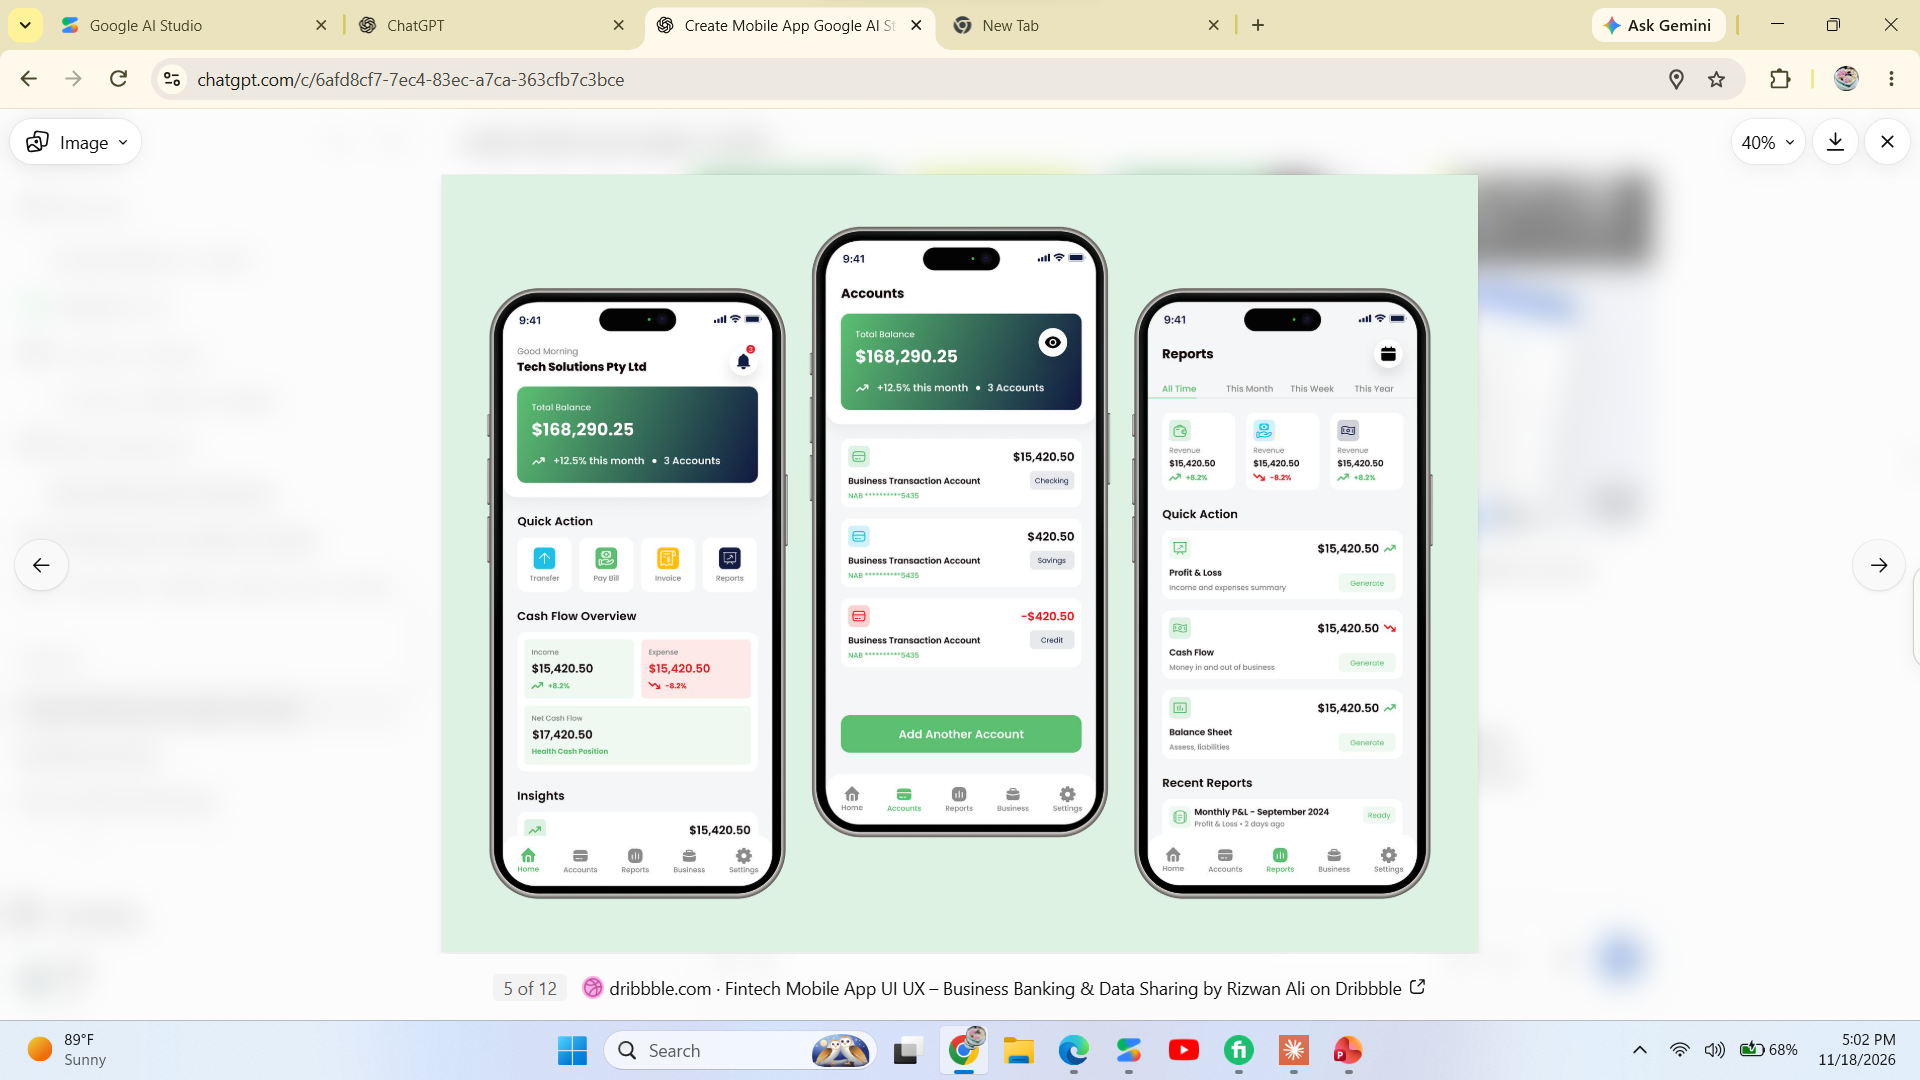 Google AI Studio
ChatGPT
Create Mobile App Google AI St
New Tab
Ask Gemini
chatgpt.com/c/6afd8cf7-7ec4-83ec-a7ca-363cfb7c3bce
Image
40%
9:41
Good Morning
Tech Solutions Pty Ltd
3
Total Balance
$168,290.25
+12.5% this month • 3 Accounts
Quick Action
Transfer
Pay Bill
Invoice
Reports
Cash Flow Overview
Income
$15,420.50
+8.2%
Expense
$15,420.50
-8.2%
Net Cash Flow
$17,420.50
Health Cash Position
Insights
$15,420.50
Home
Accounts
Reports
Business
Settings
9:41
Accounts
Total Balance
$168,290.25
+12.5% this month • 3 Accounts
$15,420.50
Business Transaction Account
Checking
NAB **********5435
$420.50
Business Transaction Account
Savings
NAB **********5435
-$420.50
Business Transaction Account
Credit
NAB **********5435
Add Another Account
Home
Accounts
Reports
Business
Settings
9:41
Reports
All Time
This Month
This Week
This Year
Revenue
$15,420.50
+8.2%
Revenue
$15,420.50
-8.2%
Revenue
$15,420.50
+8.2%
Quick Action
$15,420.50
Profit & Loss
Income and expenses summary
Generate
$15,420.50
Cash Flow
Money in and out of business
Generate
$15,420.50
Balance Sheet
Assess, liabilities
Generate
Recent Reports
Monthly P&L - September 2024
Profit & Loss • 2 days ago
Ready
Home
Accounts
Reports
Business
Settings
5 of 12
dribbble.com · Fintech Mobile App UI UX – Business Banking & Data Sharing by Rizwan Ali on Dribbble
89°F
Sunny
Search
68%
5:02 PM
11/18/2026